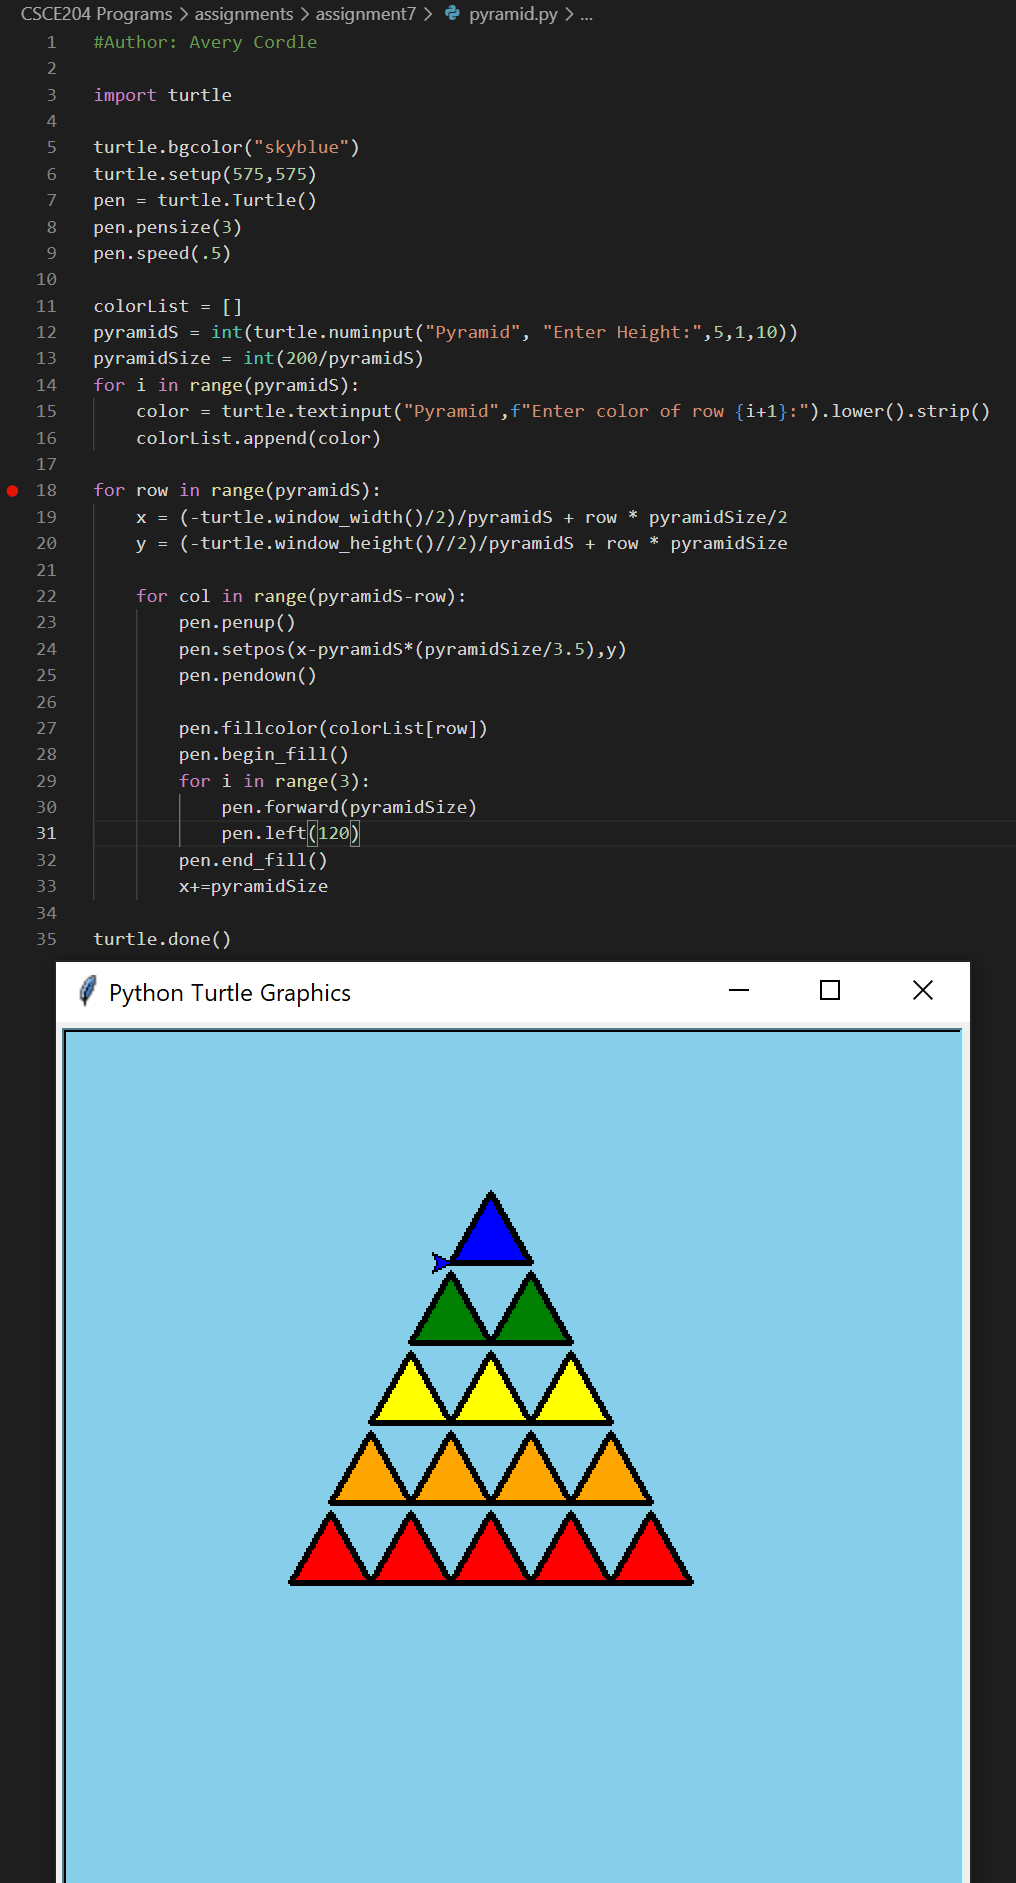 CSCE204 Programs > assignments > assignment7 > pyramid.py > ...
1 #Author: Avery Cordle
2
3 import turtle
4
5 turtle.bgcolor("skyblue")
6 turtle.setup(575,575)
7 pen = turtle.Turtle()
8 pen.pensize(3)
9 pen.speed(.5)
10
11 colorList = []
12 pyramidS = int(turtle.numinput("Pyramid", "Enter Height:",5,1,10))
13 pyramidSize = int(200/pyramidS)
14 for i in range(pyramidS):
15     color = turtle.textinput("Pyramid",f"Enter color of row {i+1}:").lower().strip()
16     colorList.append(color)
17
18 for row in range(pyramidS):
19     x = (-turtle.window_width()/2)/pyramidS + row * pyramidSize/2
20     y = (-turtle.window_height()//2)/pyramidS + row * pyramidSize
21
22     for col in range(pyramidS-row):
23         pen.penup()
24         pen.setpos(x-pyramidS*(pyramidSize/3.5),y)
25         pen.pendown()
26
27         pen.fillcolor(colorList[row])
28         pen.begin_fill()
29         for i in range(3):
30             pen.forward(pyramidSize)
31             pen.left(120)
32         pen.end_fill()
33         x+=pyramidSize
34
35 turtle.done()
Python Turtle Graphics